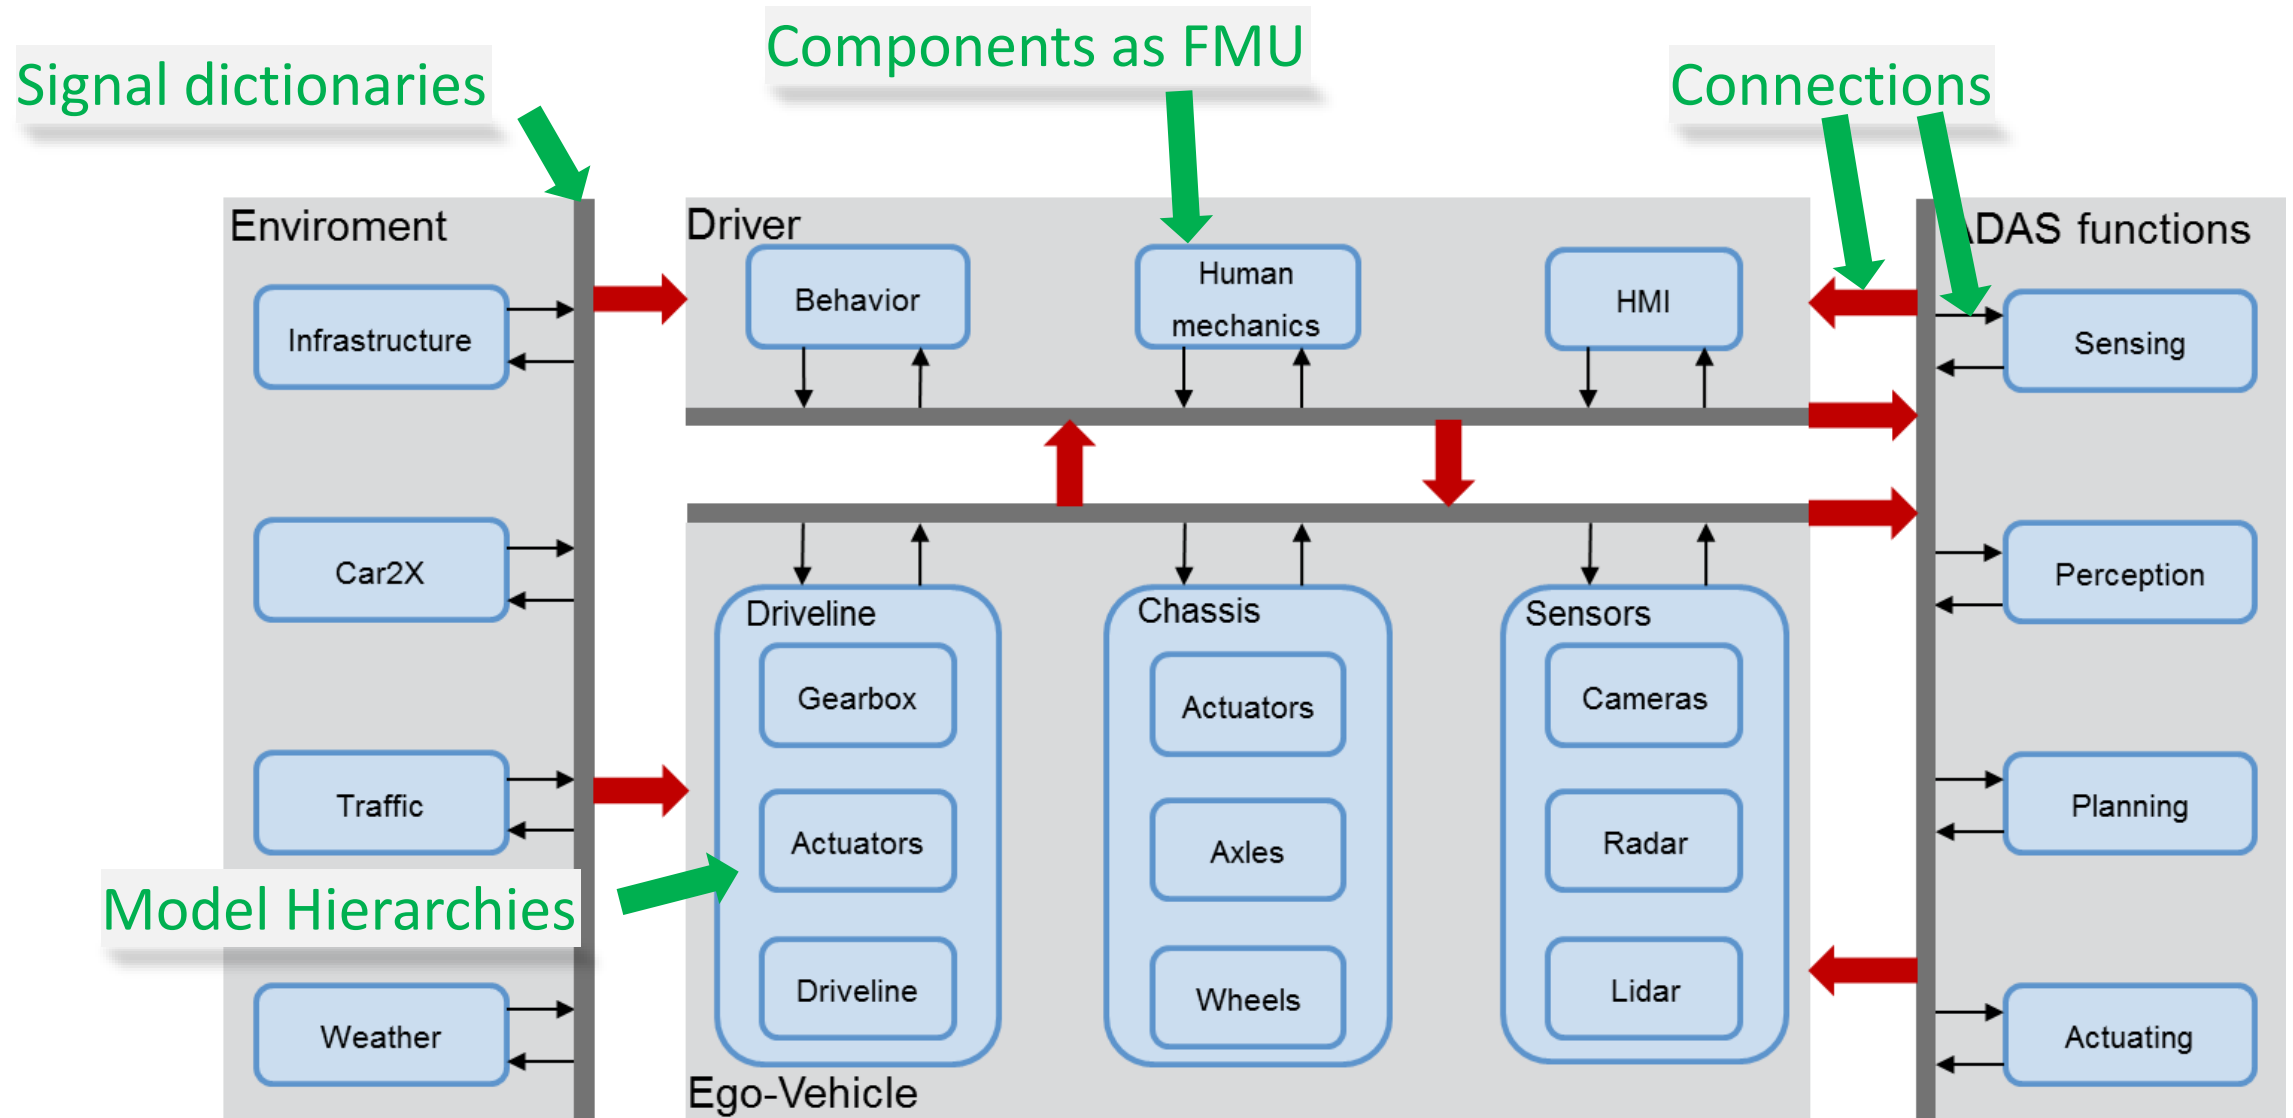 Signal dictionaries
Components as FMU
Connections
Enviroment
Infrastructure
Car2X
Traffic
Model Hierarchies
Weather
Driver
Behavior
Human
mechanics
HMI
Driveline
Gearbox
Actuators
Driveline
Chassis
Actuators
Axles
Wheels
Sensors
Cameras
Radar
Lidar
Ego-Vehicle
ADAS functions
Sensing
Perception
Planning
Actuating